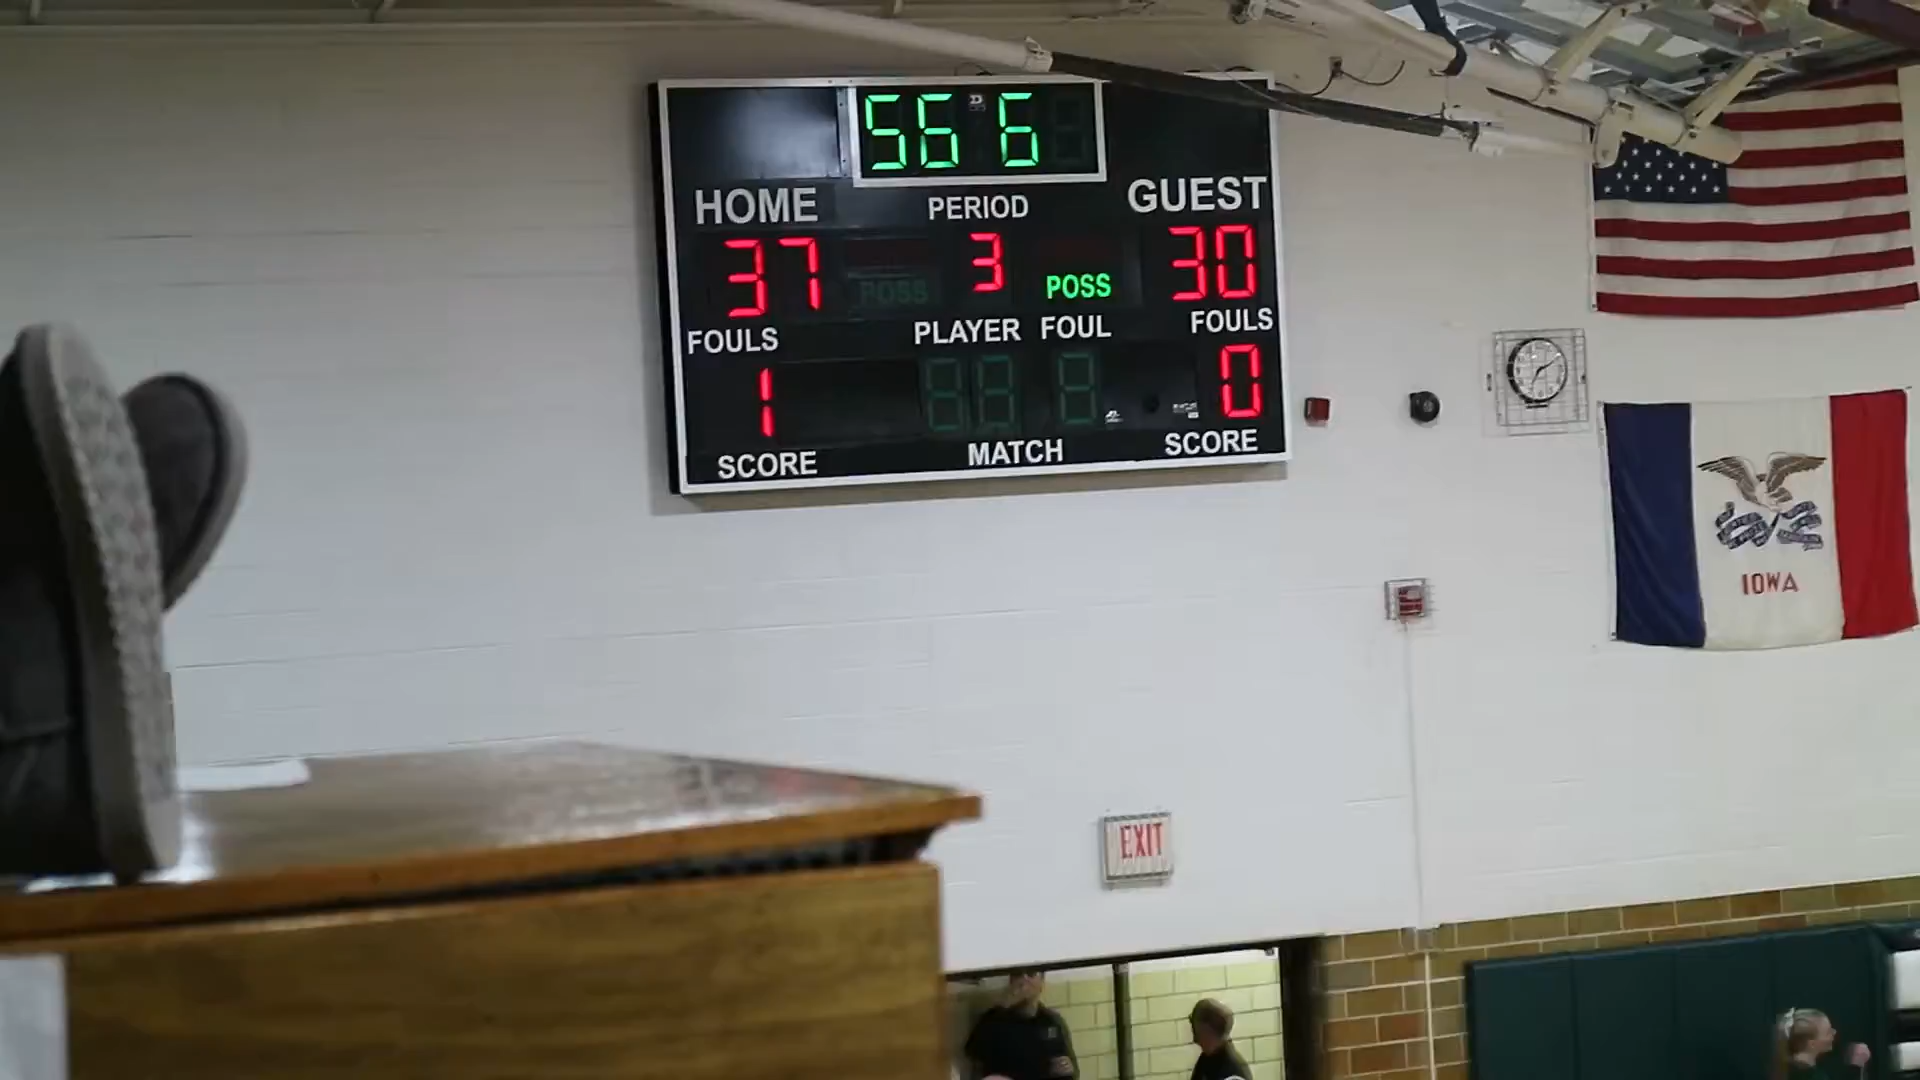 56 6
HOME PERIOD GUEST
37 POSS 3 POSS 30
FOULS PLAYER FOUL FOULS
1 0
SCORE MATCH SCORE
IOWA
EXIT